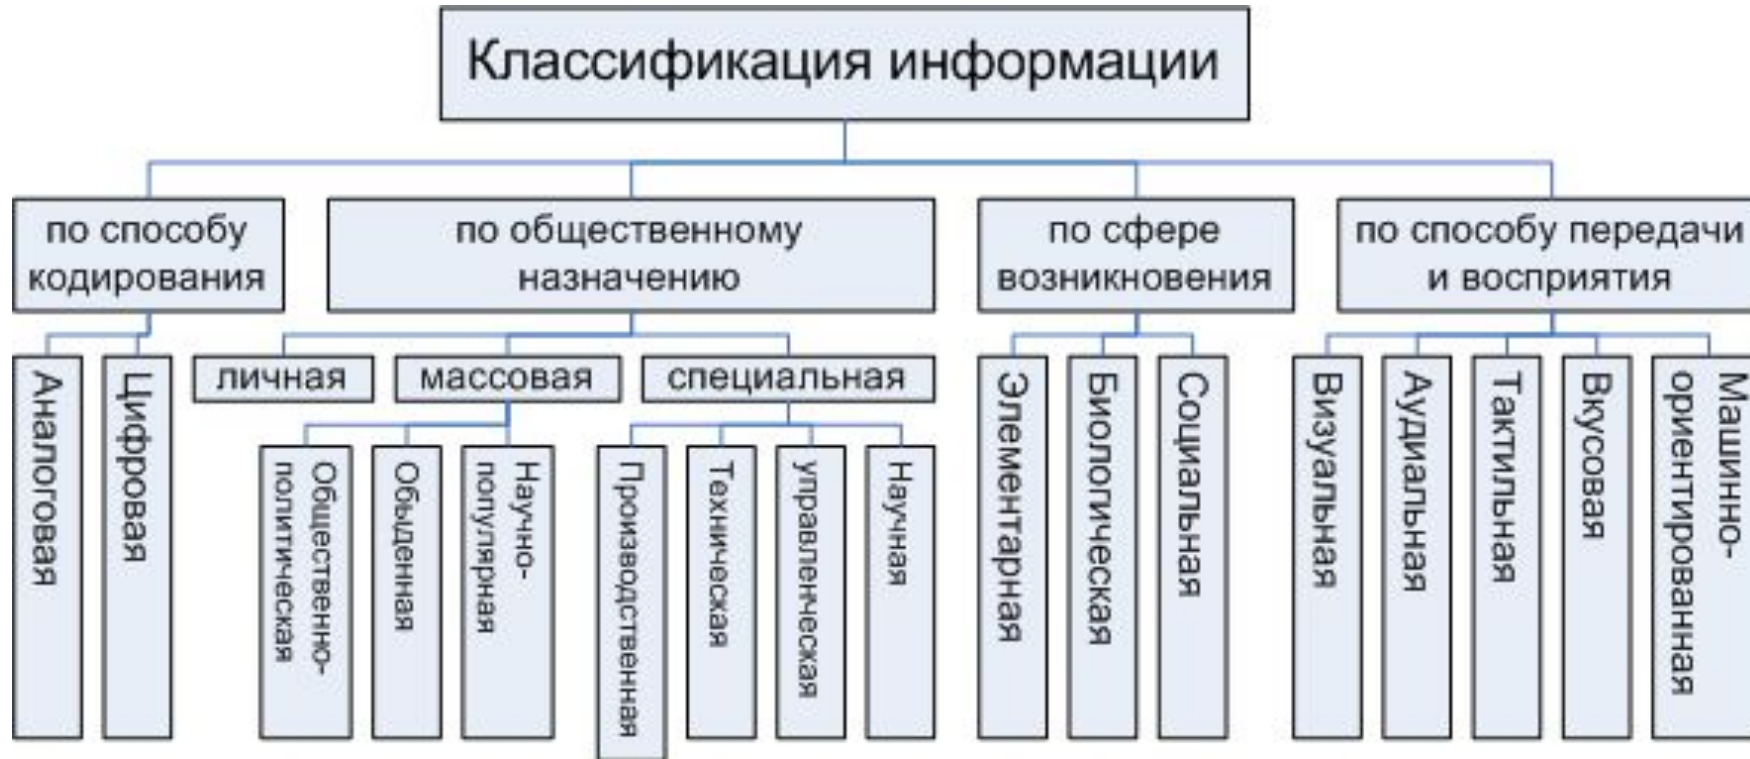 Классификация информации
по способу
кодирования
по общественному
назначению
по сфере
возникновения
по способу передачи
и восприятия
Аналоговая
Цифровая
личная
массовая
специальная
Общественно-
политическая
Обыденная
Научно-
популярная
Производственная
Техническая
управленческая
Научная
Элементарная
Биологическая
Социальная
Визуальная
Аудиальная
Тактильная
Вкусовая
Машинно-
ориентированная